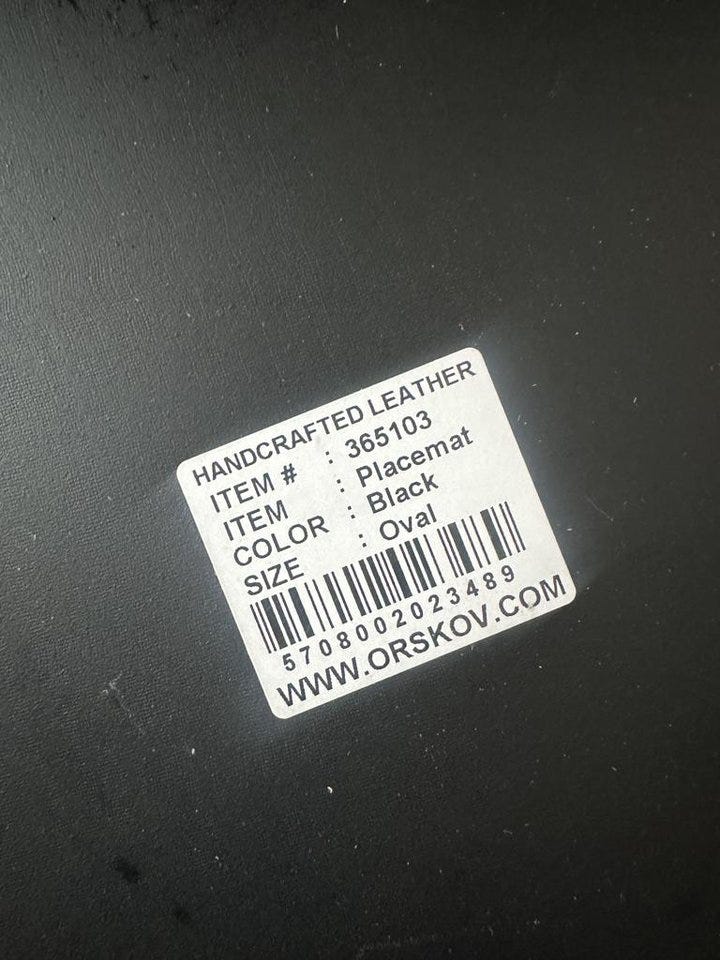 HANDCRAFTED LEATHER
ITEM # : 365103
ITEM : Placemat
COLOR : Black
SIZE : Oval
5708002023489
WWW.ORSKOV.COM